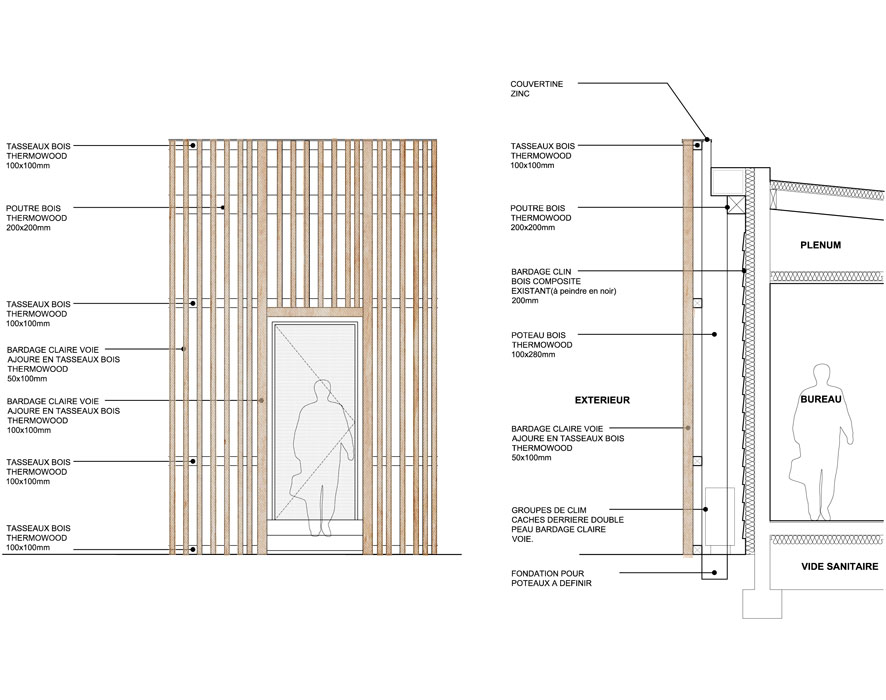 TASSEAUX BOIS
THERMOWOOD
100x100mm
POUTRE BOIS
THERMOWOOD
200x200mm
TASSEAUX BOIS
THERMOWOOD
100x100mm
BARDAGE CLAIRE VOIE
AJOURE EN TASSEAUX BOIS
THERMOWOOD
50x100mm
BARDAGE CLAIRE VOIE
AJOURE EN TASSEAUX BOIS
THERMOWOOD
100x100mm
TASSEAUX BOIS
THERMOWOOD
100x100mm
TASSEAUX BOIS
THERMOWOOD
100x100mm
COUVERTINE
ZINC
TASSEAUX BOIS
THERMOWOOD
100x100mm
POUTRE BOIS
THERMOWOOD
200x200mm
BARDAGE CLIN
BOIS COMPOSITE
EXISTANT(à peindre en noir)
200mm
POTEAU BOIS
THERMOWOOD
100x280mm
EXTERIEUR
BARDAGE CLAIRE VOIE
AJOURE EN TASSEAUX BOIS
THERMOWOOD
50x100mm
GROUPES DE CLIM
CACHES DERRIERE DOUBLE
PEAU BARDAGE CLAIRE
VOIE.
FONDATION POUR
POTEAUX A DEFINIR
PLENUM
BUREAU
VIDE SANITAIRE